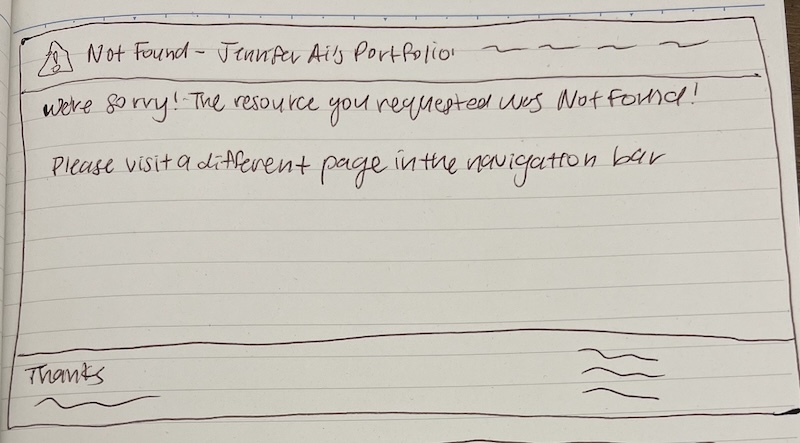 Not Found - Jennifer Ai's Portfolio
We're sorry! The resource you requested was Not Found!
Please visit a different page in the navigation bar
Thanks